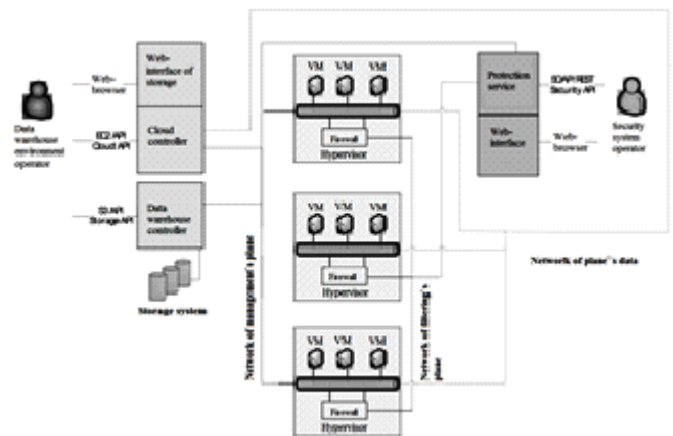 Web-
interface of
storage
Web-
browser
Data
warehouse
environment
operator
EC2 API
Cloud API
Cloud
controller
S3 API
Storage API
Data
warehouse
controller
Storage system
Network of management's plane
VM VM VM
Firewall
Hypervisor
VM VM VM
Firewall
Hypervisor
VM VM VM
Firewall
Hypervisor
Network of filtering's
plane
Protection
service
SOAP/REST
Security API
Web-
interface
Web-
browser
Security
system
operator
Network of plane's data